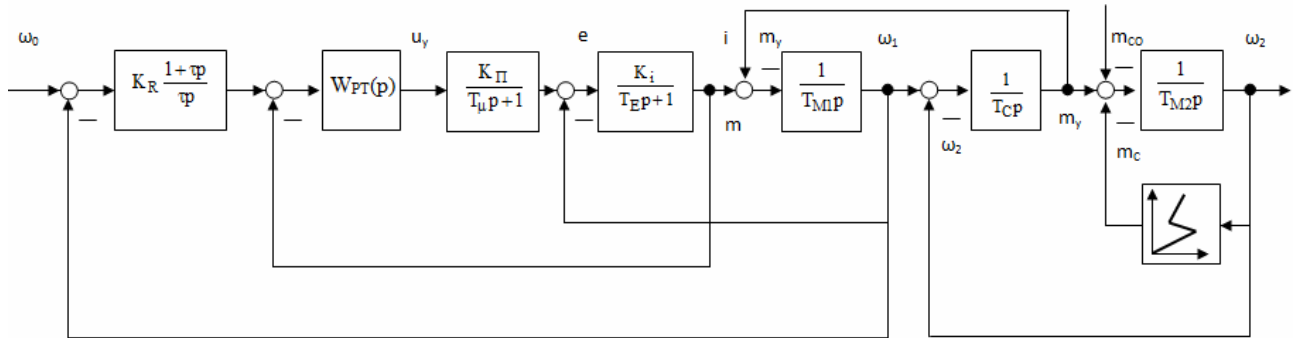 ω₀
K_R (1+τp)/(τp)
W_PT(p)
u_y
K_П/(T_μp+1)
e
K_i/(T_Ep+1)
i
m
m_y
1/(T_M1p)
ω₁
ω₂
1/(T_Cp)
m_y
m_CO
m_C
1/(T_M2p)
ω₂